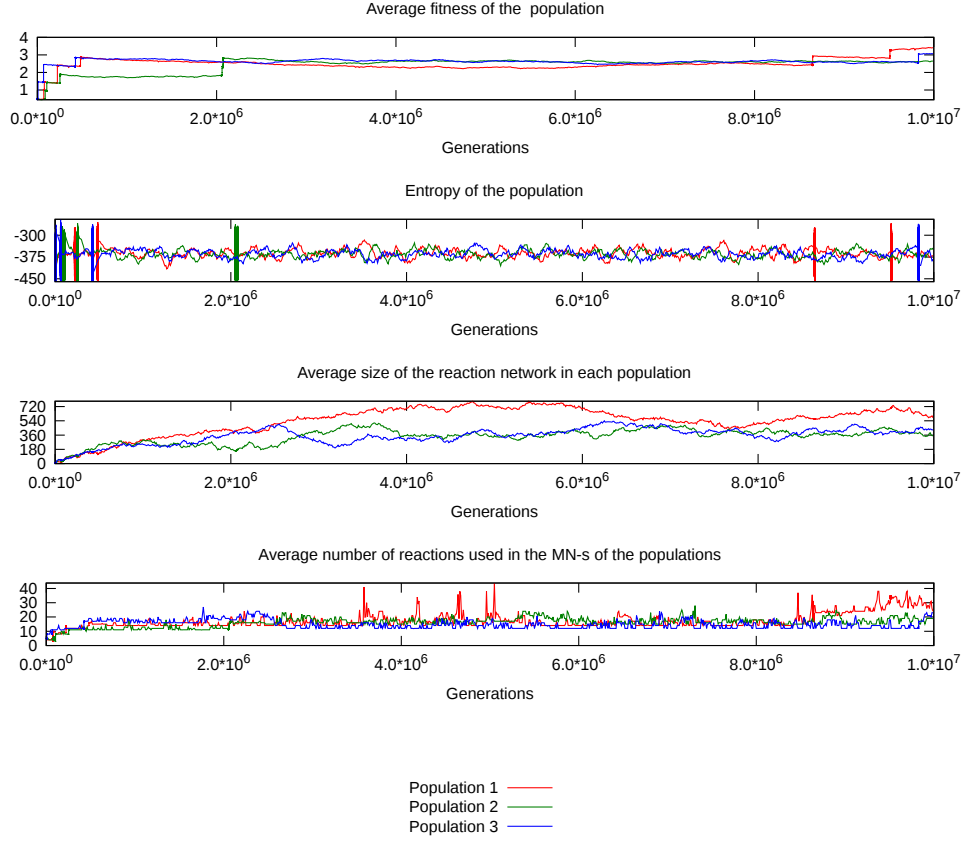 Average fitness of the  population
4
3
2
1
0.0*10^0 2.0*10^6 4.0*10^6 6.0*10^6 8.0*10^6 1.0*10^7
Generations
Entropy of the population
-300
-375
-450
0.0*10^0 2.0*10^6 4.0*10^6 6.0*10^6 8.0*10^6 1.0*10^7
Generations
Average size of the reaction network in each population
720
540
360
180
0
0.0*10^0 2.0*10^6 4.0*10^6 6.0*10^6 8.0*10^6 1.0*10^7
Generations
Average number of reactions used in the MN-s of the populations
40
30
20
10
0
0.0*10^0 2.0*10^6 4.0*10^6 6.0*10^6 8.0*10^6 1.0*10^7
Generations
Population 1
Population 2
Population 3